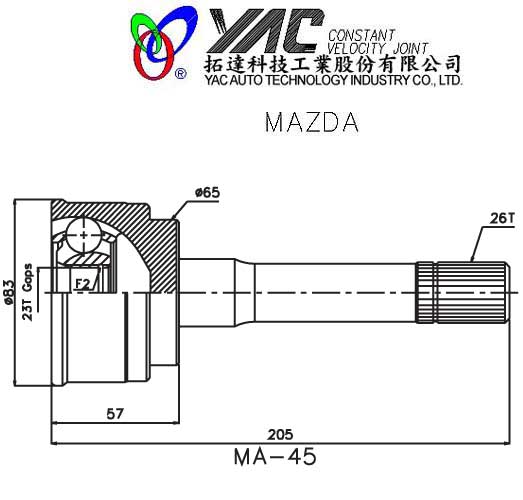 YAC CONSTANT
VELOCITY JOINT
®
拓達科技工業股份有限公司
YAC AUTO TECHNOLOGY INDUSTRY CO., LTD.
MAZDA
ø65
26T
ø83
23T Gaps
F2
57
205
MA-45